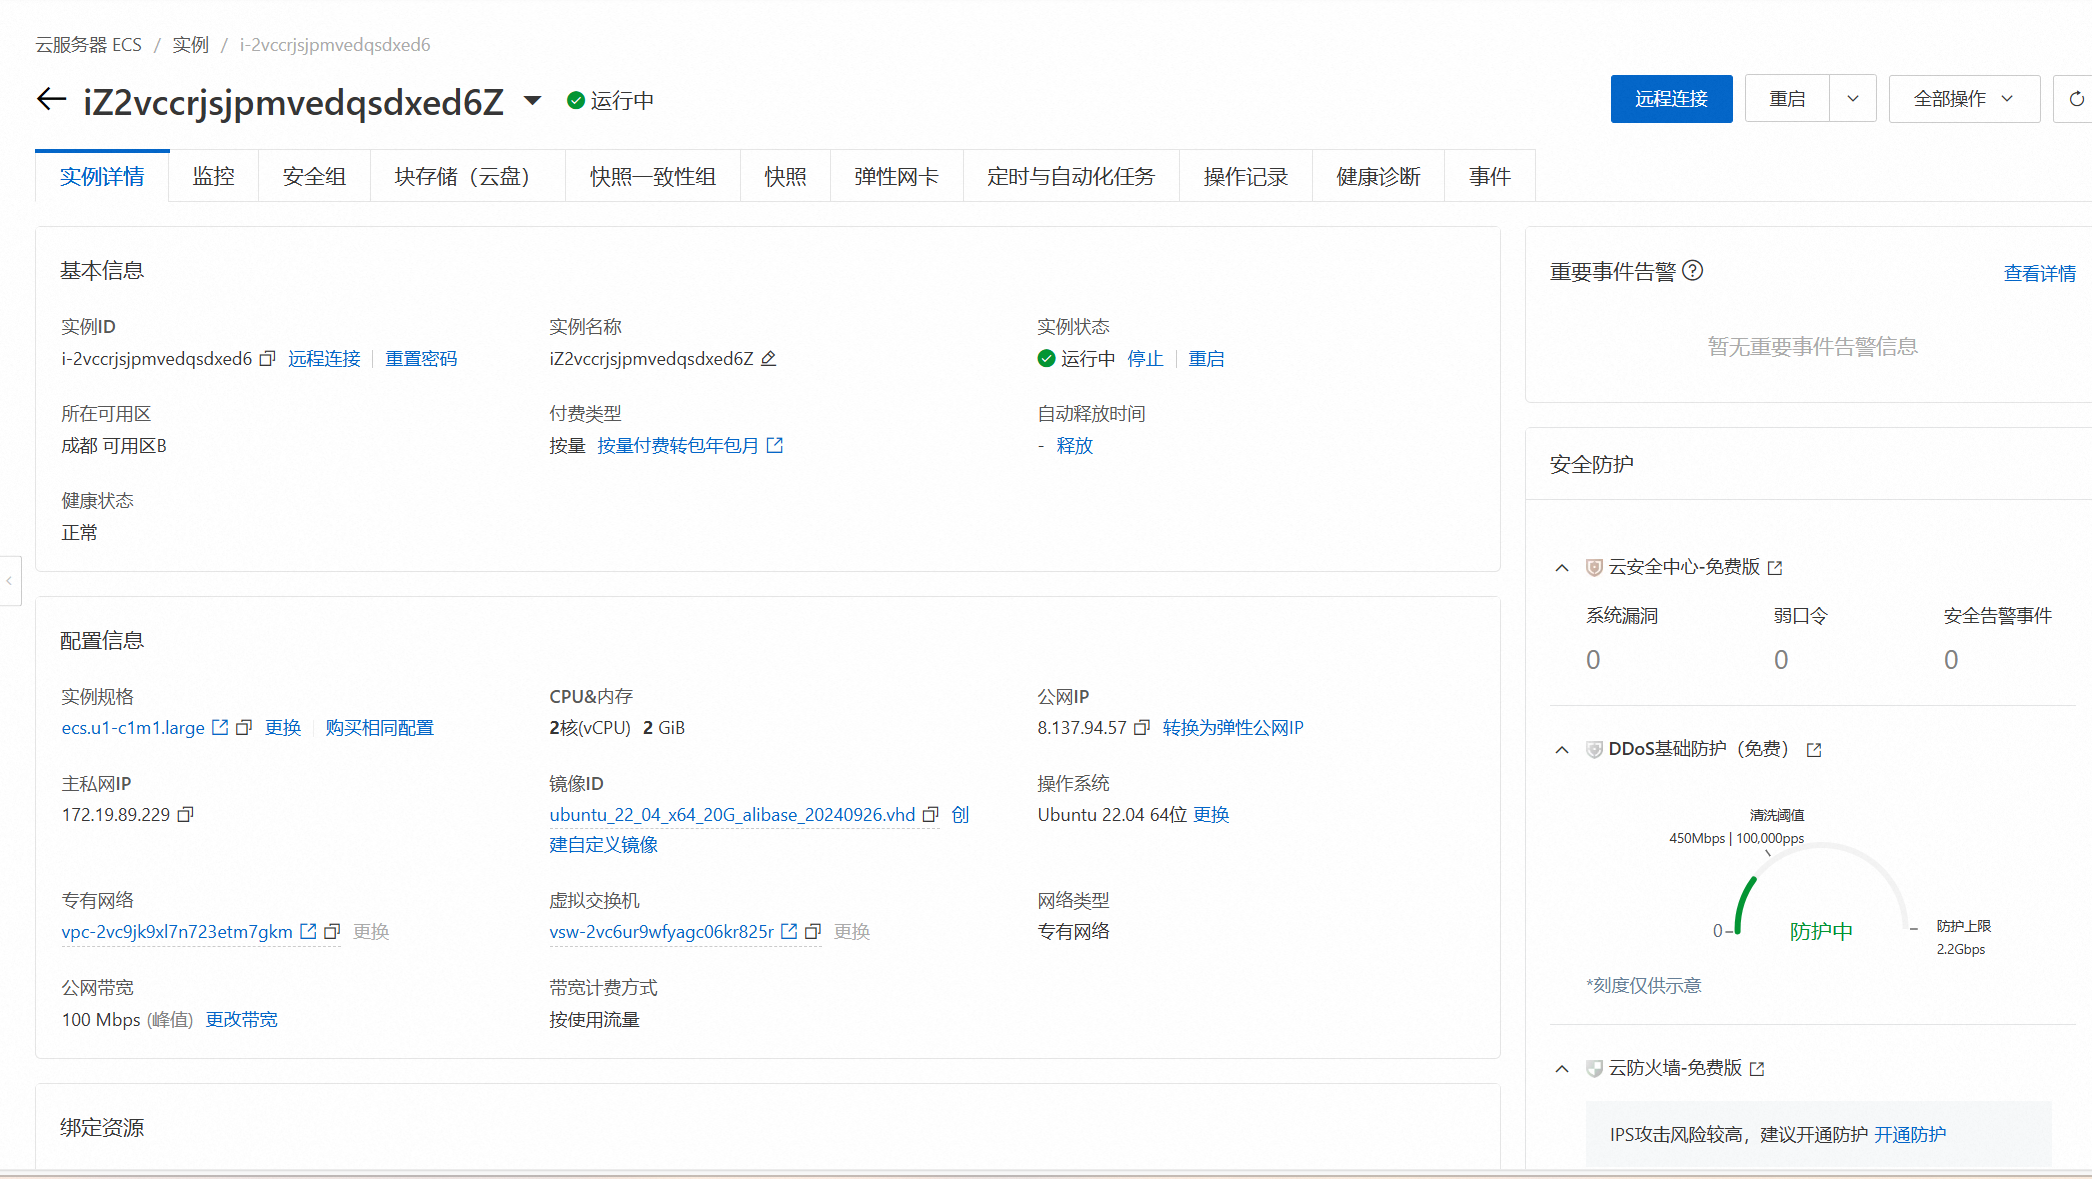 云服务器 ECS / 实例 / i-2vccrjsjpmvedqsdxed6
iZ2vccrjsjpmvedqsdxed6Z 运行中
远程连接 重启 全部操作
实例详情 监控 安全组 块存储（云盘） 快照一致性组 快照 弹性网卡 定时与自动化任务 操作记录 健康诊断 事件
基本信息
实例ID 实例名称 实例状态
i-2vccrjsjpmvedqsdxed6 远程连接 重置密码 iZ2vccrjsjpmvedqsdxed6Z 运行中 停止 重启
所在可用区 付费类型 自动释放时间
成都 可用区B 按量 按量付费转包年包月 - 释放
健康状态
正常
配置信息
实例规格 CPU&内存 公网IP
ecs.u1-c1m1.large 更换 购买相同配置 2核(vCPU) 2 GiB 8.137.94.57 转换为弹性公网IP
主私网IP 镜像ID 操作系统
172.19.89.229 ubuntu_22_04_x64_20G_alibase_20240926.vhd 创 Ubuntu 22.04 64位 更换
建自定义镜像
专有网络 虚拟交换机 网络类型
vpc-2vc9jk9xl7n723etm7gkm 更换 vsw-2vc6ur9wfyagc06kr825r 更换 专有网络
公网带宽 带宽计费方式
100 Mbps (峰值) 更改带宽 按使用流量
绑定资源
重要事件告警 查看详情
暂无重要事件告警信息
安全防护
云安全中心-免费版
系统漏洞 弱口令 安全告警事件
0 0 0
DDoS基础防护（免费）
清洗阈值
450Mbps | 100,000pps
0 防护中 防护上限
2.2Gbps
*刻度仅供示意
云防火墙-免费版
IPS攻击风险较高，建议开通防护 开通防护